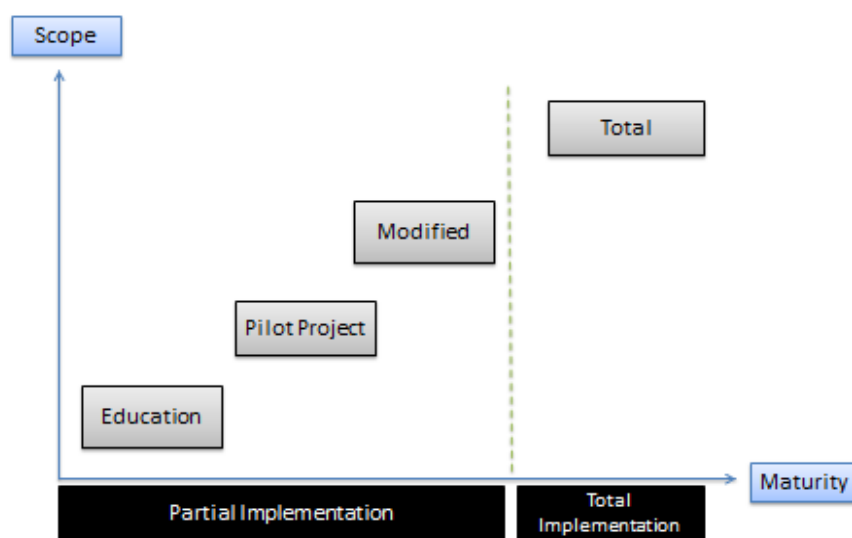 Scope
Total
Modified
Pilot Project
Education
Maturity
Partial Implementation
Total
Implementation